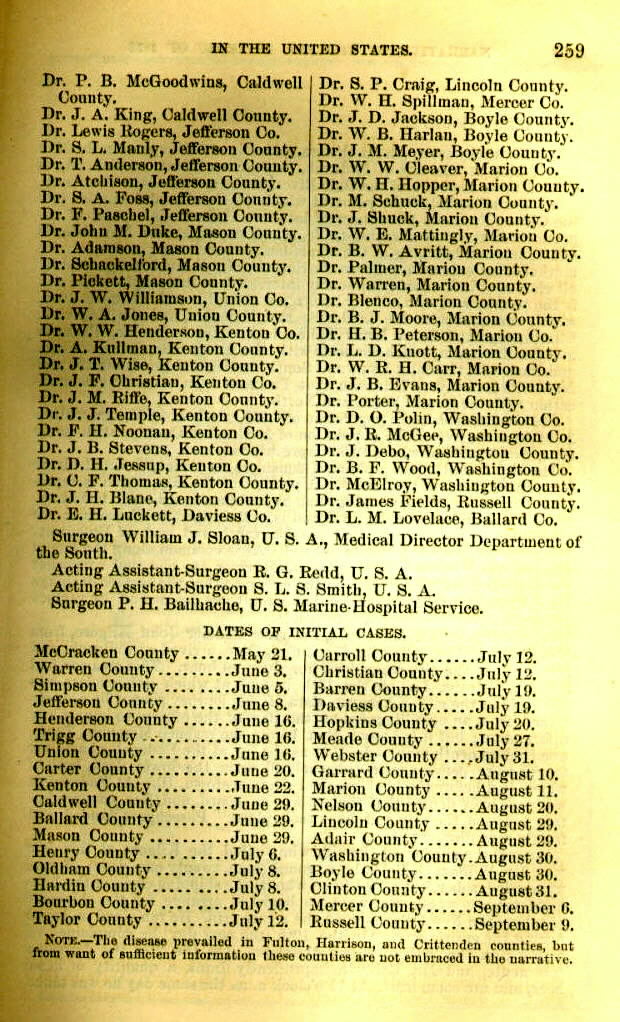 IN THE UNITED STATES. 259
Dr. P. B. McGoodwins, Caldwell
County.
Dr. J. A. King, Caldwell County.
Dr. Lewis Rogers, Jefferson Co.
Dr. S. L. Manly, Jefferson County.
Dr. T. Anderson, Jefferson County.
Dr. Atchison, Jefferson County.
Dr. S. A. Foss, Jefferson County.
Dr. F. Paschel, Jefferson County.
Dr. John M. Duke, Mason County.
Dr. Adamson, Mason County.
Dr. Schackelford, Mason County.
Dr. Pickett, Mason County.
Dr. J. W. Williamson, Union Co.
Dr. W. A. Jones, Union County.
Dr. W. W. Henderson, Kenton Co.
Dr. A. Kullman, Kenton County.
Dr. J. T. Wise, Kenton County.
Dr. J. F. Christian, Kenton Co.
Dr. J. M. Riffe, Kenton County.
Dr. J. J. Temple, Kenton County.
Dr. F. H. Noonan, Kenton Co.
Dr. J. B. Stevens, Kenton Co.
Dr. D. H. Jessup, Kenton Co.
Dr. C. F. Thomas, Kenton County.
Dr. J. H. Blane, Kenton County.
Dr. E. H. Luckett, Daviess Co.
Dr. S. P. Craig, Lincoln County.
Dr. W. H. Spillman, Mercer Co.
Dr. J. D. Jackson, Boyle County.
Dr. W. B. Harlan, Boyle County.
Dr. J. M. Meyer, Boyle County.
Dr. W. W. Cleaver, Marion Co.
Dr. W. H. Hopper, Marion County.
Dr. M. Schuck, Marion County.
Dr. J. Shuck, Marion County.
Dr. W. E. Mattingly, Marion Co.
Dr. B. W. Avritt, Marion County.
Dr. Palmer, Marion County.
Dr. Warren, Marion County.
Dr. Blenco, Marion County.
Dr. B. J. Moore, Marion County.
Dr. H. B. Peterson, Marion Co.
Dr. L. D. Knott, Marion County.
Dr. W. R. H. Carr, Marion Co.
Dr. J. B. Evans, Marion County.
Dr. Porter, Marion County.
Dr. D. O. Polin, Washington Co.
Dr. J. R. McGee, Washington Co.
Dr. J. Debo, Washington County.
Dr. B. F. Wood, Washington Co.
Dr. McElroy, Washington County.
Dr. James Fields, Russell County.
Dr. L. M. Lovelace, Ballard Co.
Surgeon William J. Sloan, U. S. A., Medical Director Department of
the South.
Acting Assistant-Surgeon R. G. Redd, U. S. A.
Acting Assistant-Surgeon S. L. S. Smith, U. S. A.
Surgeon P. H. Bailhache, U. S. Marine-Hospital Service.
DATES OF INITIAL CASES.
McCracken County ......May 21.
Warren County.........June 3.
Simpson County ........June 5.
Jefferson County ........June 8.
Henderson County ......June 16.
Trigg County ...........June 16.
Union County ..........June 16.
Carter County ..........June 20.
Kenton County .........June 22.
Caldwell County ........June 29.
Ballard County .........June 29.
Mason County ..........June 29.
Henry County ..........July 6.
Oldham County .........July 8.
Hardin County .........July 8.
Bourbon County ........July 10.
Taylor County ..........July 12.
Carroll County......July 12.
Christian County....July 12.
Barren County......July 19.
Daviess County.....July 19.
Hopkins County ....July 20.
Meade County ......July 27.
Webster County ....July 31.
Garrard County.....August 10.
Marion County .....August 11.
Nelson County......August 20.
Lincoln County .....August 29.
Adair County.......August 29.
Washington County.August 30.
Boyle County.......August 30.
Clinton County......August 31.
Mercer County......September 6.
Russell County......September 9.
NOTE.—The disease prevailed in Fulton, Harrison, and Crittenden counties, but
from want of sufficient information these counties are not embraced in the narrative.